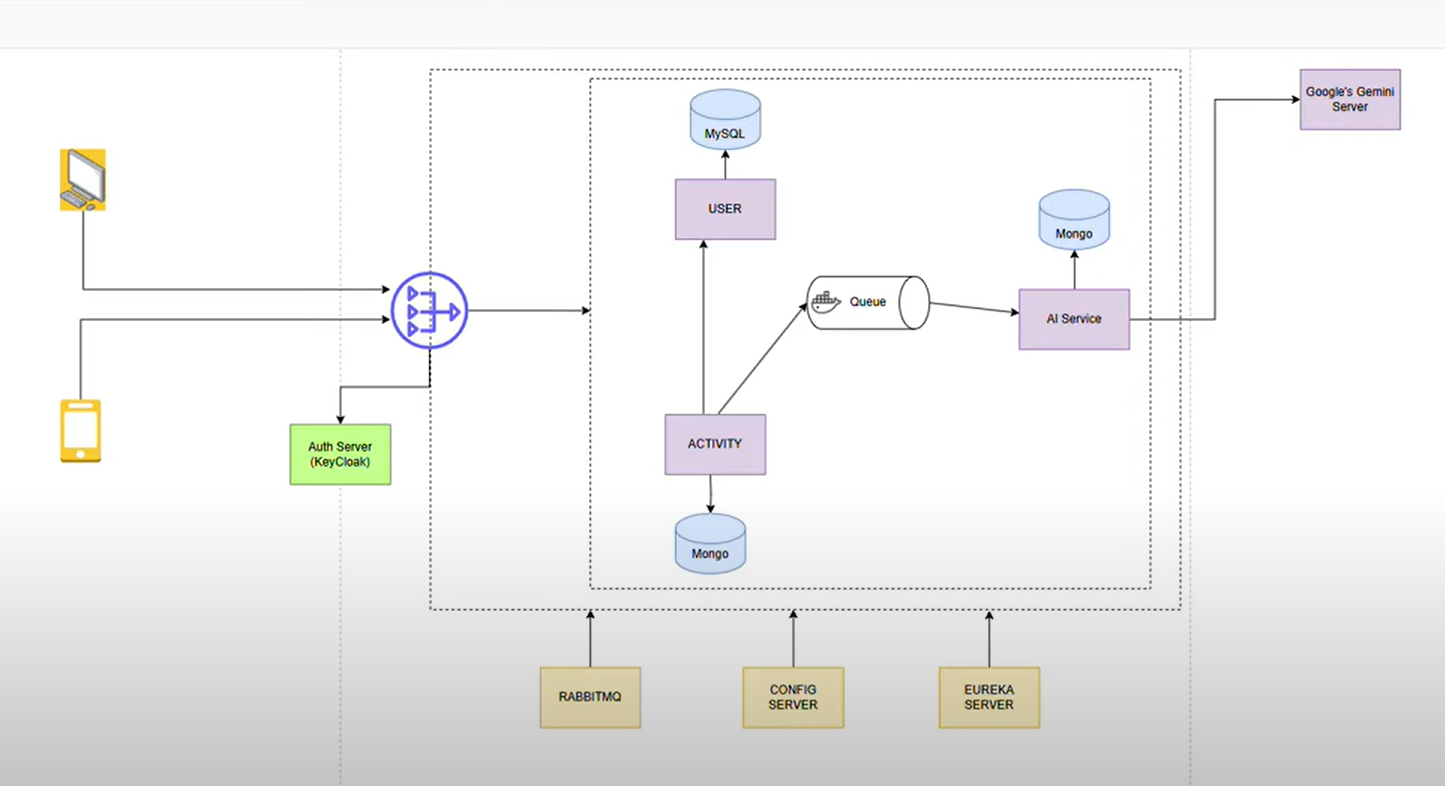 Google's Gemini
Server
MySQL
USER
Mongo
Queue
AI Service
ACTIVITY
Auth Server
(KeyCloak)
Mongo
RABBITMQ
CONFIG
SERVER
EUREKA
SERVER